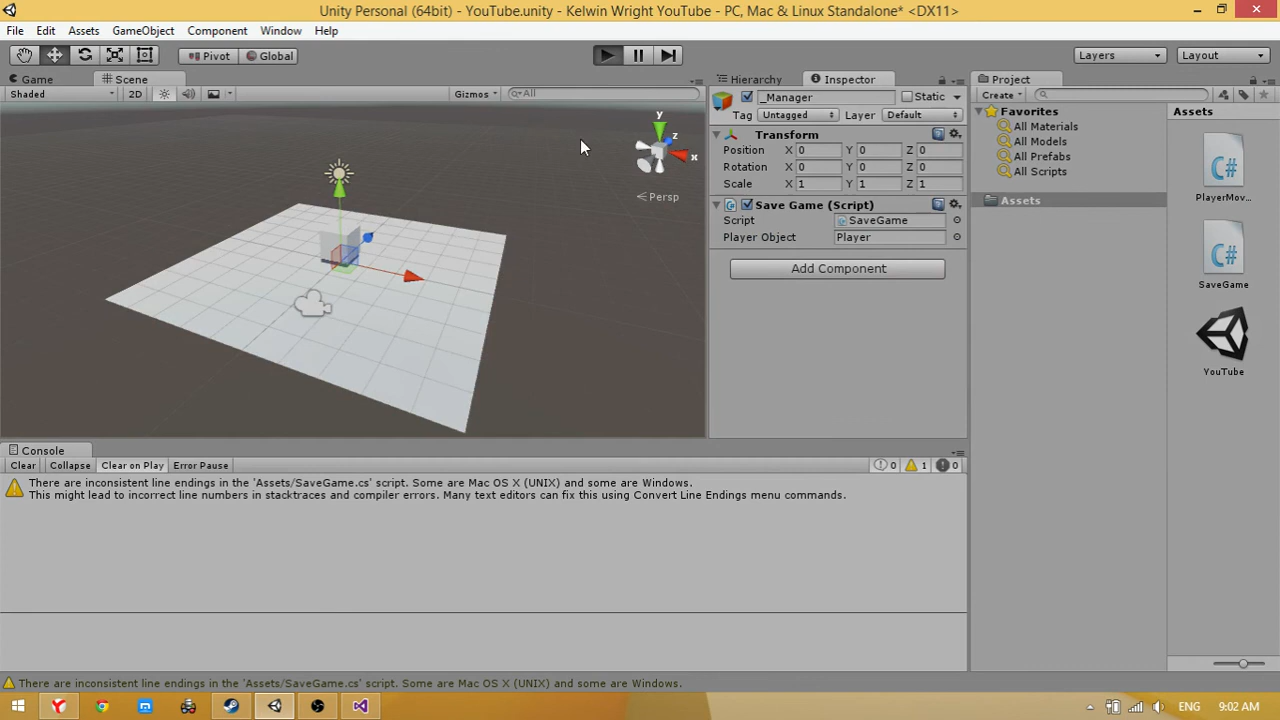 Unity Personal (64bit) - YouTube.unity - Kelwin Wright YouTube - PC, Mac & Linux Standalone* <DX11>
File Edit Assets GameObject Component Window Help
Pivot Global Layers Layout
Game Scene
Shaded 2D Gizmos All
y
z
x
Persp
Hierarchy Inspector
_Manager Static
Tag Untagged Layer Default
Transform
Position X 0 Y 0 Z 0
Rotation X 0 Y 0 Z 0
Scale X 1 Y 1 Z 1
Save Game (Script)
Script SaveGame
Player Object Player
Add Component
Project
Create
Favorites
All Materials
All Models
All Prefabs
All Scripts
Assets
Assets
C#
PlayerMov...
C#
SaveGame
YouTube
Console
Clear Collapse Clear on Play Error Pause 0 1 0
There are inconsistent line endings in the 'Assets/SaveGame.cs' script. Some are Mac OS X (UNIX) and some are Windows.
This might lead to incorrect line numbers in stacktraces and compiler errors. Many text editors can fix this using Convert Line Endings menu commands.
There are inconsistent line endings in the 'Assets/SaveGame.cs' script. Some are Mac OS X (UNIX) and some are Windows.
ENG 9:02 AM